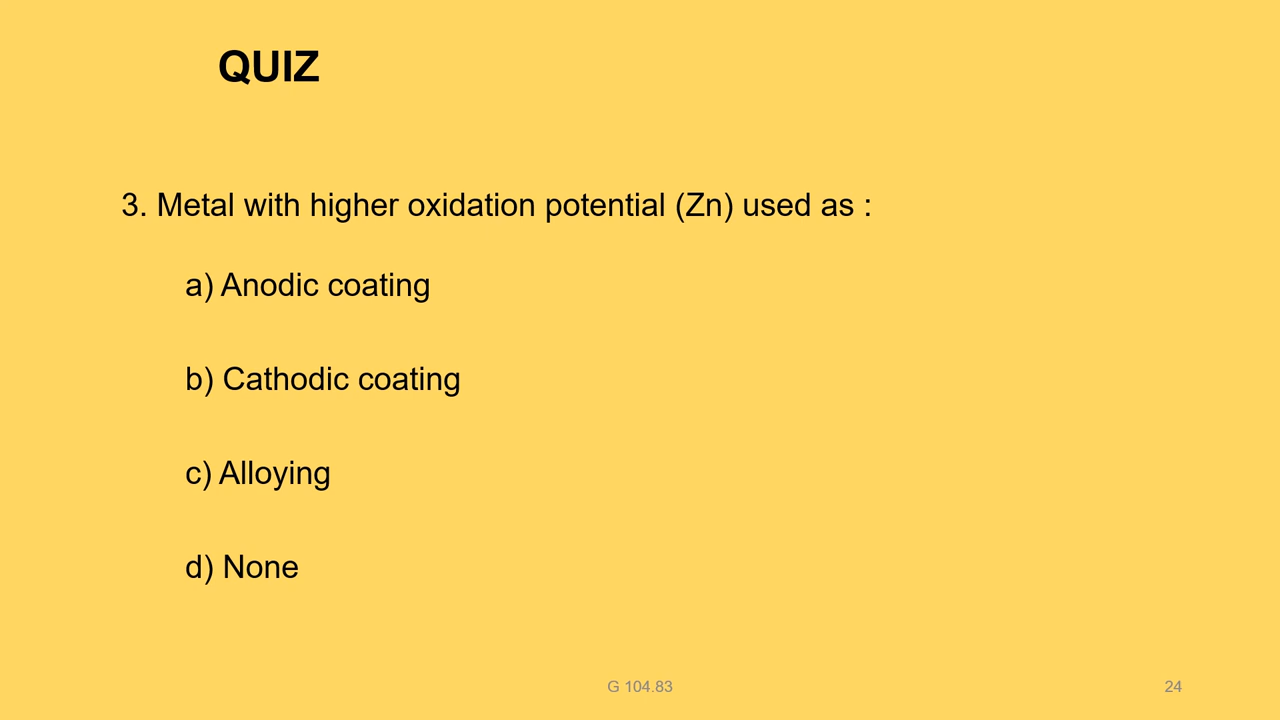 QUIZ
3. Metal with higher oxidation potential (Zn) used as :
a) Anodic coating
b) Cathodic coating
c) Alloying
d) None
G 104.83
24